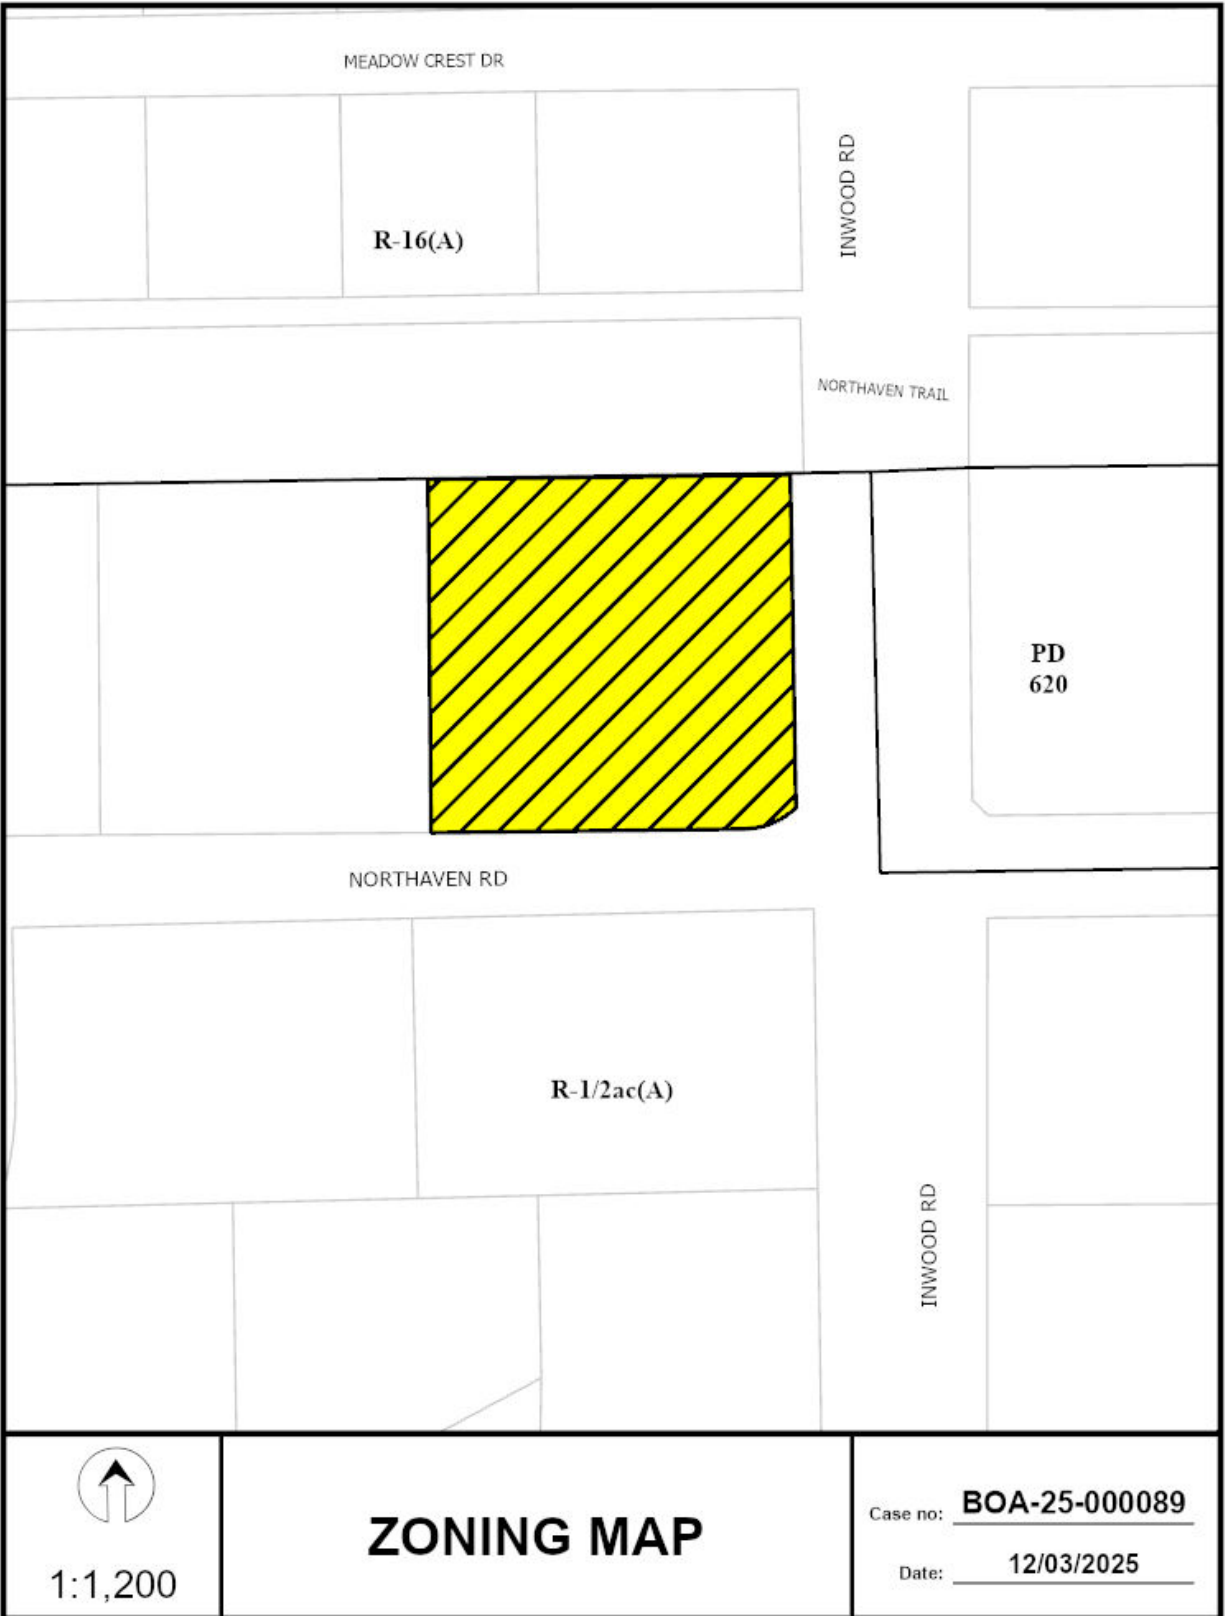 MEADOW CREST DR
INWOOD RD
R-16(A)
NORTHAVEN TRAIL
PD
620
NORTHAVEN RD
R-1/2ac(A)
INWOOD RD
1:1,200
ZONING MAP
Case no: BOA-25-000089
Date: 12/03/2025